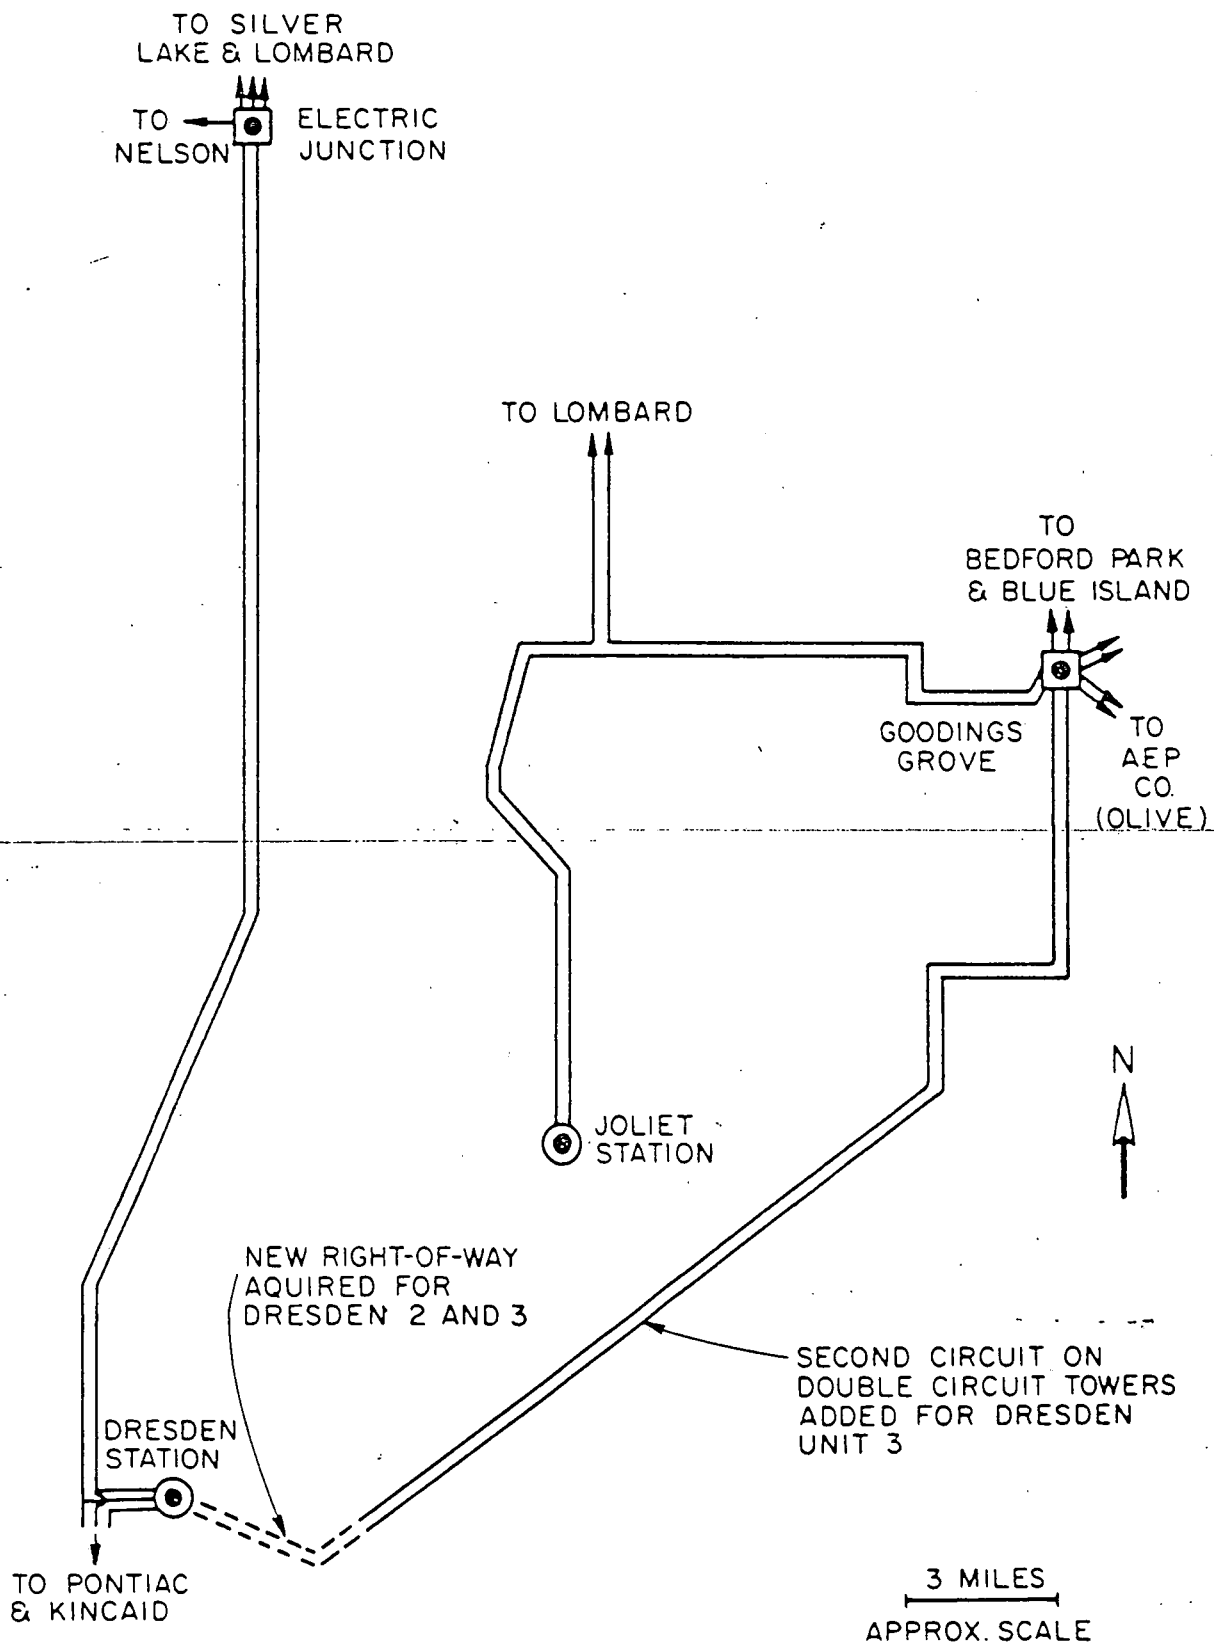 TO SILVER
LAKE & LOMBARD
TO
NELSON
ELECTRIC
JUNCTION
TO LOMBARD
TO
BEDFORD PARK
& BLUE ISLAND
GOODINGS
GROVE
TO
AEP
CO.
(OLIVE)
N
JOLIET
STATION
NEW RIGHT-OF-WAY
AQUIRED FOR
DRESDEN 2 AND 3
SECOND CIRCUIT ON
DOUBLE CIRCUIT TOWERS
ADDED FOR DRESDEN
UNIT 3
DRESDEN
STATION
TO PONTIAC
& KINCAID
3 MILES
APPROX. SCALE